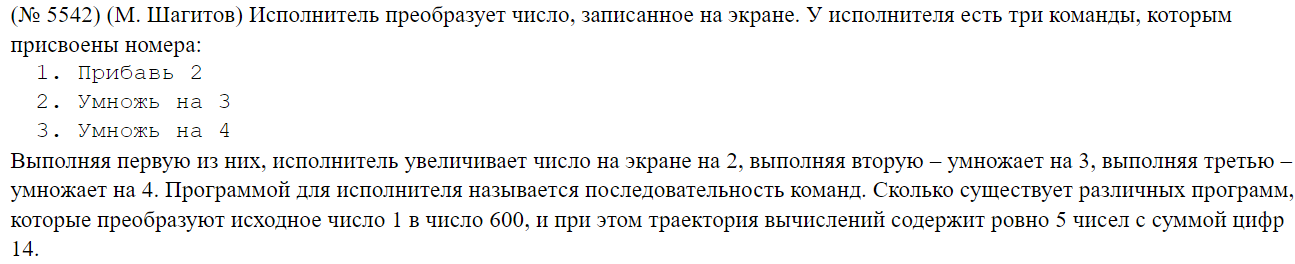 (№ 5542) (М. Шагитов) Исполнитель преобразует число, записанное на экране. У исполнителя есть три команды, которым
присвоены номера:
1. Прибавь 2
2. Умножь на 3
3. Умножь на 4
Выполняя первую из них, исполнитель увеличивает число на экране на 2, выполняя вторую – умножает на 3, выполняя третью –
умножает на 4. Программой для исполнителя называется последовательность команд. Сколько существует различных программ,
которые преобразуют исходное число 1 в число 600, и при этом траектория вычислений содержит ровно 5 чисел с суммой цифр
14.